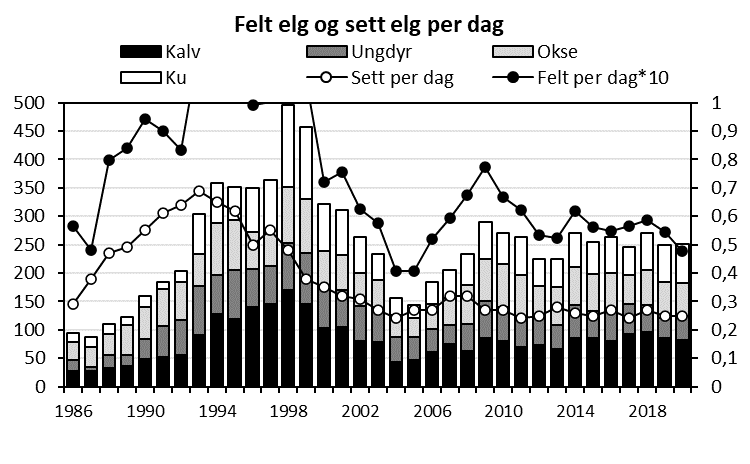 Felt elg og sett elg per dag
Kalv Ungdyr Okse
Ku Sett per dag Felt per dag*10
500 1
450 0,9
400 0,8
350 0,7
300 0,6
250 0,5
200 0,4
150 0,3
100 0,2
50 0,1
0 0
1986 1990 1994 1998 2002 2006 2010 2014 2018